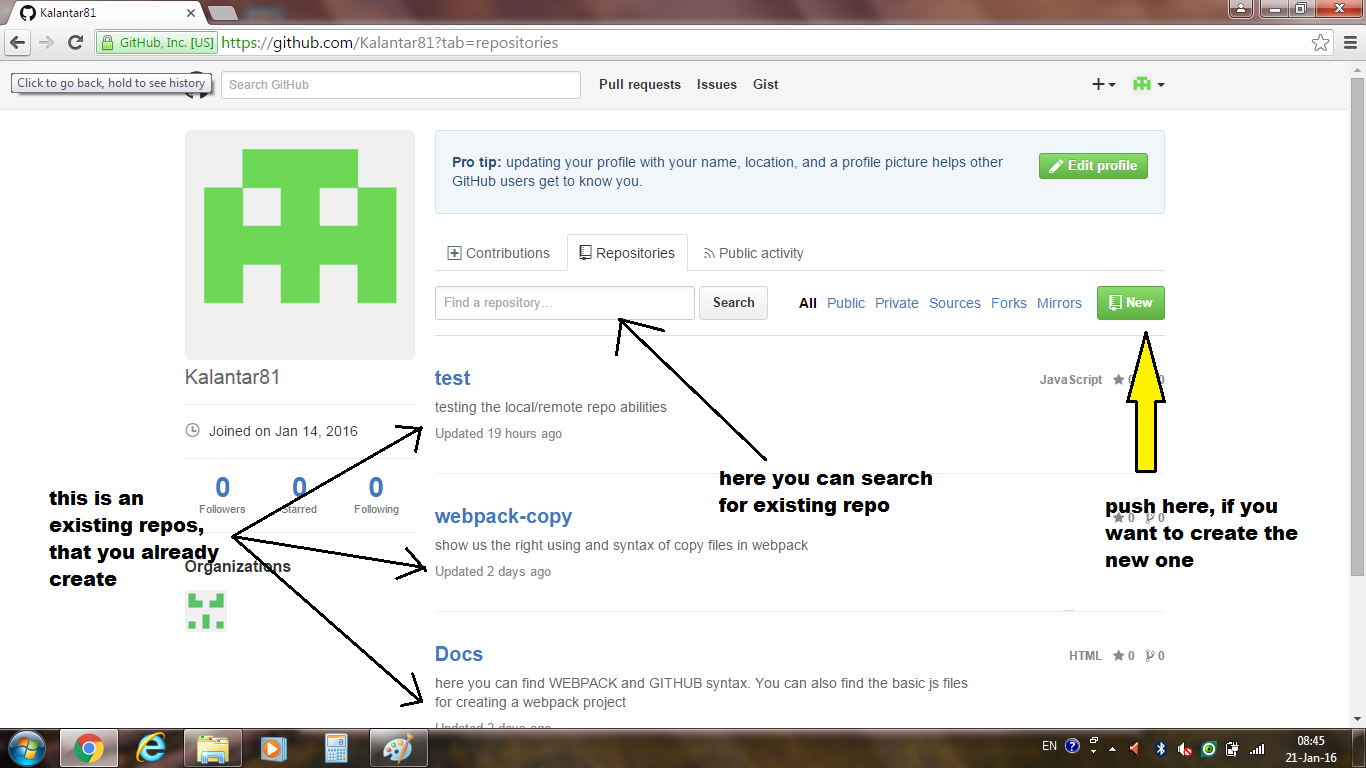 Kalantar81
GitHub, Inc. [US] https://github.com/Kalantar81?tab=repositories
Click to go back, hold to see history
Search GitHub
Pull requests Issues Gist
Pro tip: updating your profile with your name, location, and a profile picture helps other
GitHub users get to know you.
Edit profile
Contributions Repositories Public activity
Find a repository... Search All Public Private Sources Forks Mirrors New
Kalantar81
Joined on Jan 14, 2016
0 0 0
Followers Starred Following
Organizations
this is an
existing repos,
that you already
create
test
JavaScript 0 0
testing the local/remote repo abilities
Updated 19 hours ago
here you can search
for existing repo
push here, if you
want to create the
new one
webpack-copy
0 0
show us the right using and syntax of copy files in webpack
Updated 2 days ago
Docs
HTML 0 0
here you can find WEBPACK and GITHUB syntax. You can also find the basic js files
for creating a webpack project
Updated 2 days ago
EN
08:45
21-Jan-16